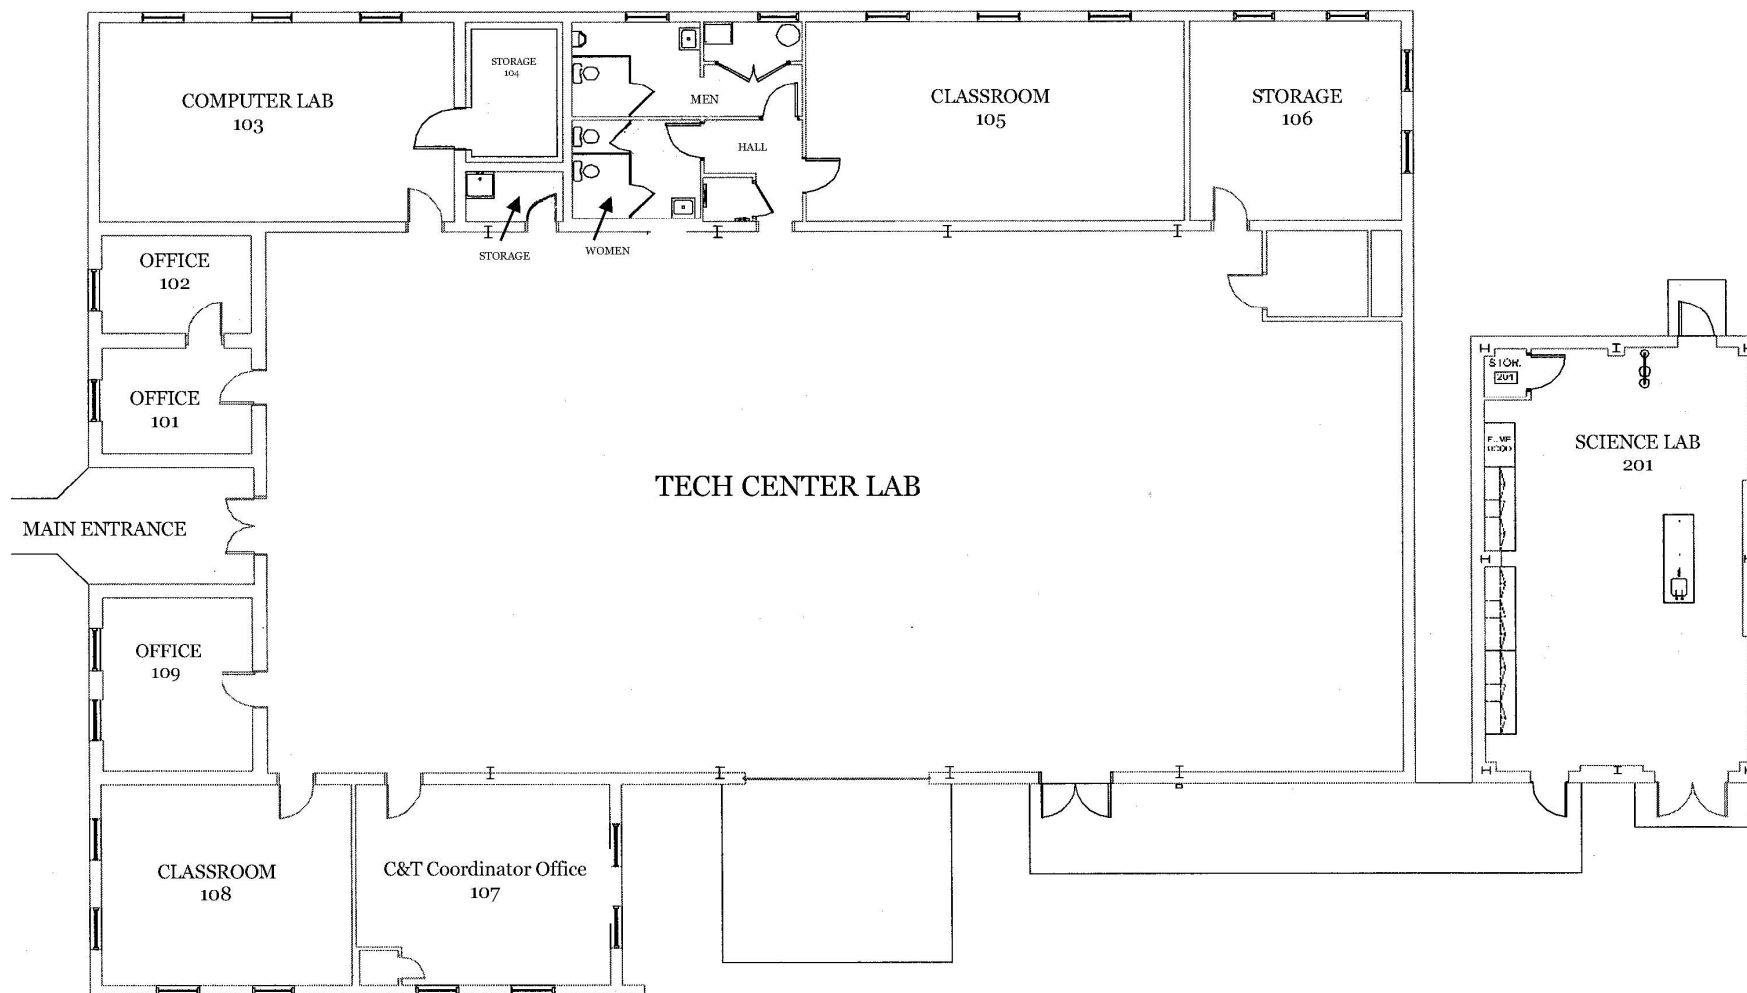 COMPUTER LAB
103
STORAGE
104
MEN
HALL
CLASSROOM
105
STORAGE
106
STORAGE
WOMEN
OFFICE
102
OFFICE
101
MAIN ENTRANCE
TECH CENTER LAB
STOR.
201
SCIENCE LAB
201
OFFICE
109
CLASSROOM
108
C&T Coordinator Office
107